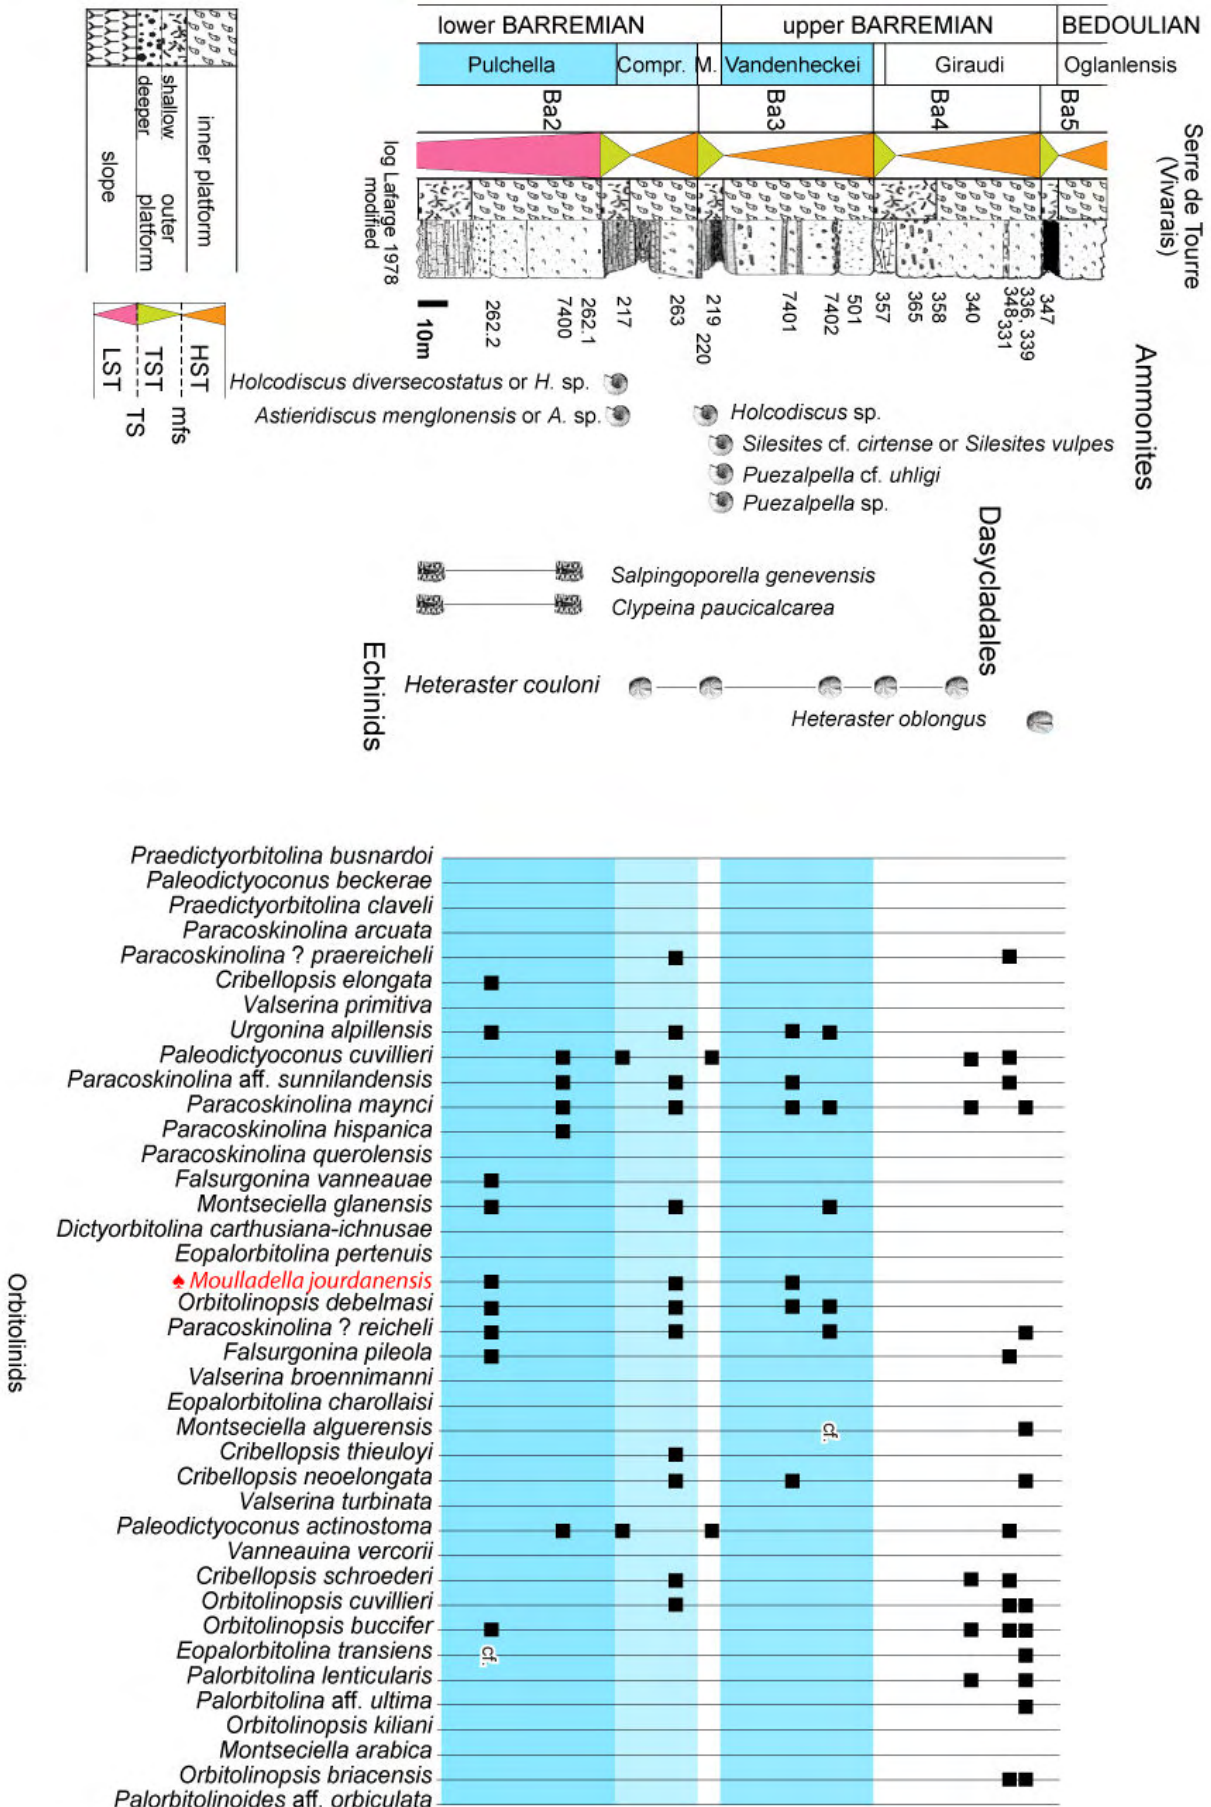 lower BARREMIAN
upper BARREMIAN
BEDOULIAN
Pulchella
Compr.
M.
Vandenheckei
Giraudi
Oglanlensis
Ba2
Ba3
Ba4
Ba5
Serre de Tourre
(Vivarais)
log Lafarge 1978
modified
inner platform
shallow
outer
deeper
platform
slope
HST
mfs
TST
TS
LST
10m
262.2
7400
262.1
217
263
219
220
7401
7402
501
357
365
358
340
348
331
336, 339
347
Ammonites
Holcodiscus diversecostatus or H. sp.
Astieridiscus menglonensis or A. sp.
Holcodiscus sp.
Silesites cf. cirtense or Silesites vulpes
Puezalpella cf. uhligi
Puezalpella sp.
Dasycladales
Salpingoporella genevensis
Clypeina paucicalcarea
Echinids
Heteraster couloni
Heteraster oblongus
Orbitolinids
Praedictyorbitolina busnardoi
Paleodictyoconus beckerae
Praedictyorbitolina claveli
Paracoskinolina arcuata
Paracoskinolina ? praereicheli
Cribellopsis elongata
Valserina primitiva
Urgonina alpillensis
Paleodictyoconus cuvillieri
Paracoskinolina aff. sunnilandensis
Paracoskinolina maynci
Paracoskinolina hispanica
Paracoskinolina querolensis
Falsurgonina vanneauae
Montseciella glanensis
Dictyorbitolina carthusiana-ichnusae
Eopalorbitolina pertenuis
♠ Moulladella jourdanensis
Orbitolinopsis debelmasi
Paracoskinolina ? reicheli
Falsurgonina pileola
Valserina broennimanni
Eopalorbitolina charollaisi
Montseciella alguerensis
cf.
Cribellopsis thieuloyi
Cribellopsis neoelongata
Valserina turbinata
Paleodictyoconus actinostoma
Vanneauina vercorii
Cribellopsis schroederi
Orbitolinopsis cuvillieri
Orbitolinopsis buccifer
Eopalorbitolina transiens
cf.
Palorbitolina lenticularis
Palorbitolina aff. ultima
Orbitolinopsis kiliani
Montseciella arabica
Orbitolinopsis briacensis
Palorbitolinoides aff. orbiculata